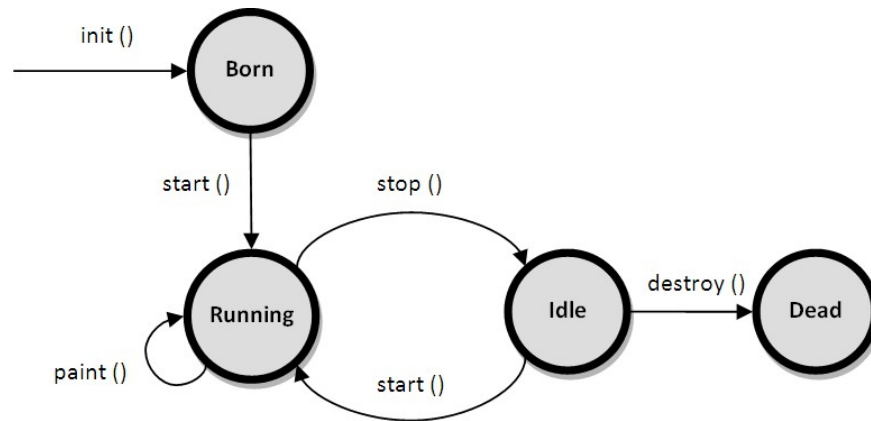 init ()
Born
start ()
stop ()
Running
Idle
destroy ()
Dead
paint ()
start ()